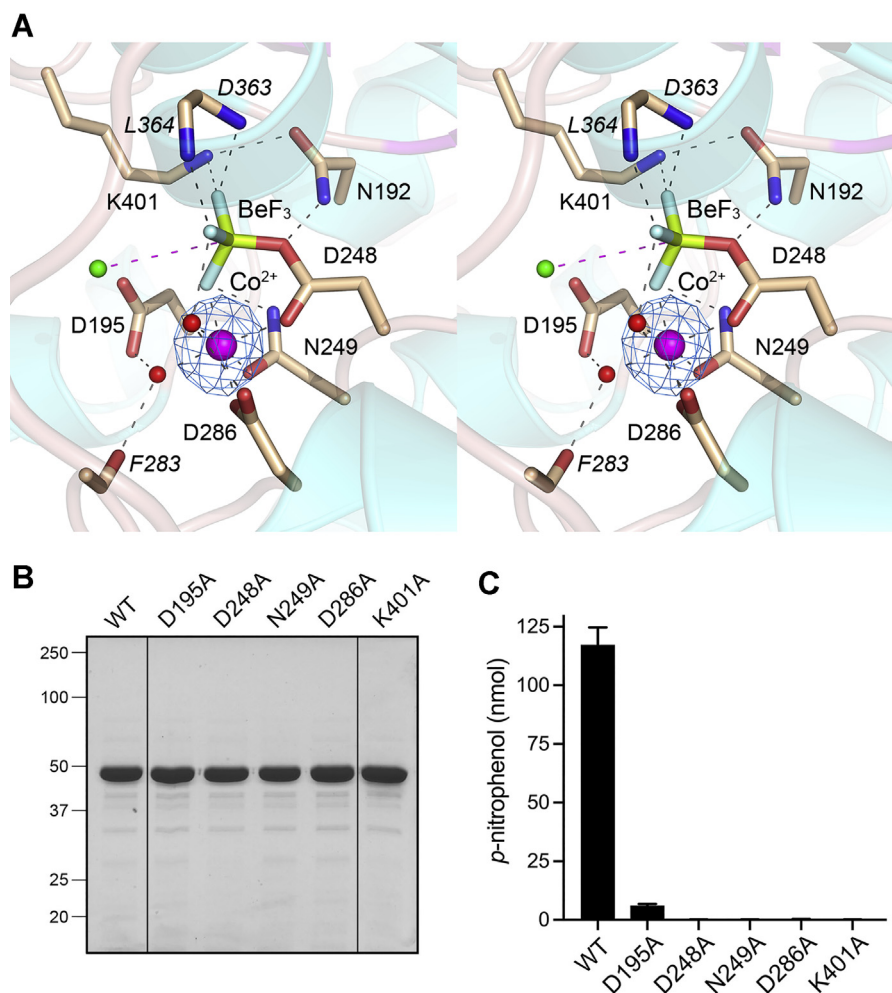 A
D363
L364
K401
N192
BeF3
D248
Co2+
D195
N249
D286
F283
D363
L364
K401
N192
BeF3
D248
Co2+
D195
N249
D286
F283
B
WT
D195A
D248A
N249A
D286A
K401A
250
100
50
37
25
20
C
p-nitrophenol (nmol)
125
100
75
50
25
0
WT
D195A
D248A
N249A
D286A
K401A